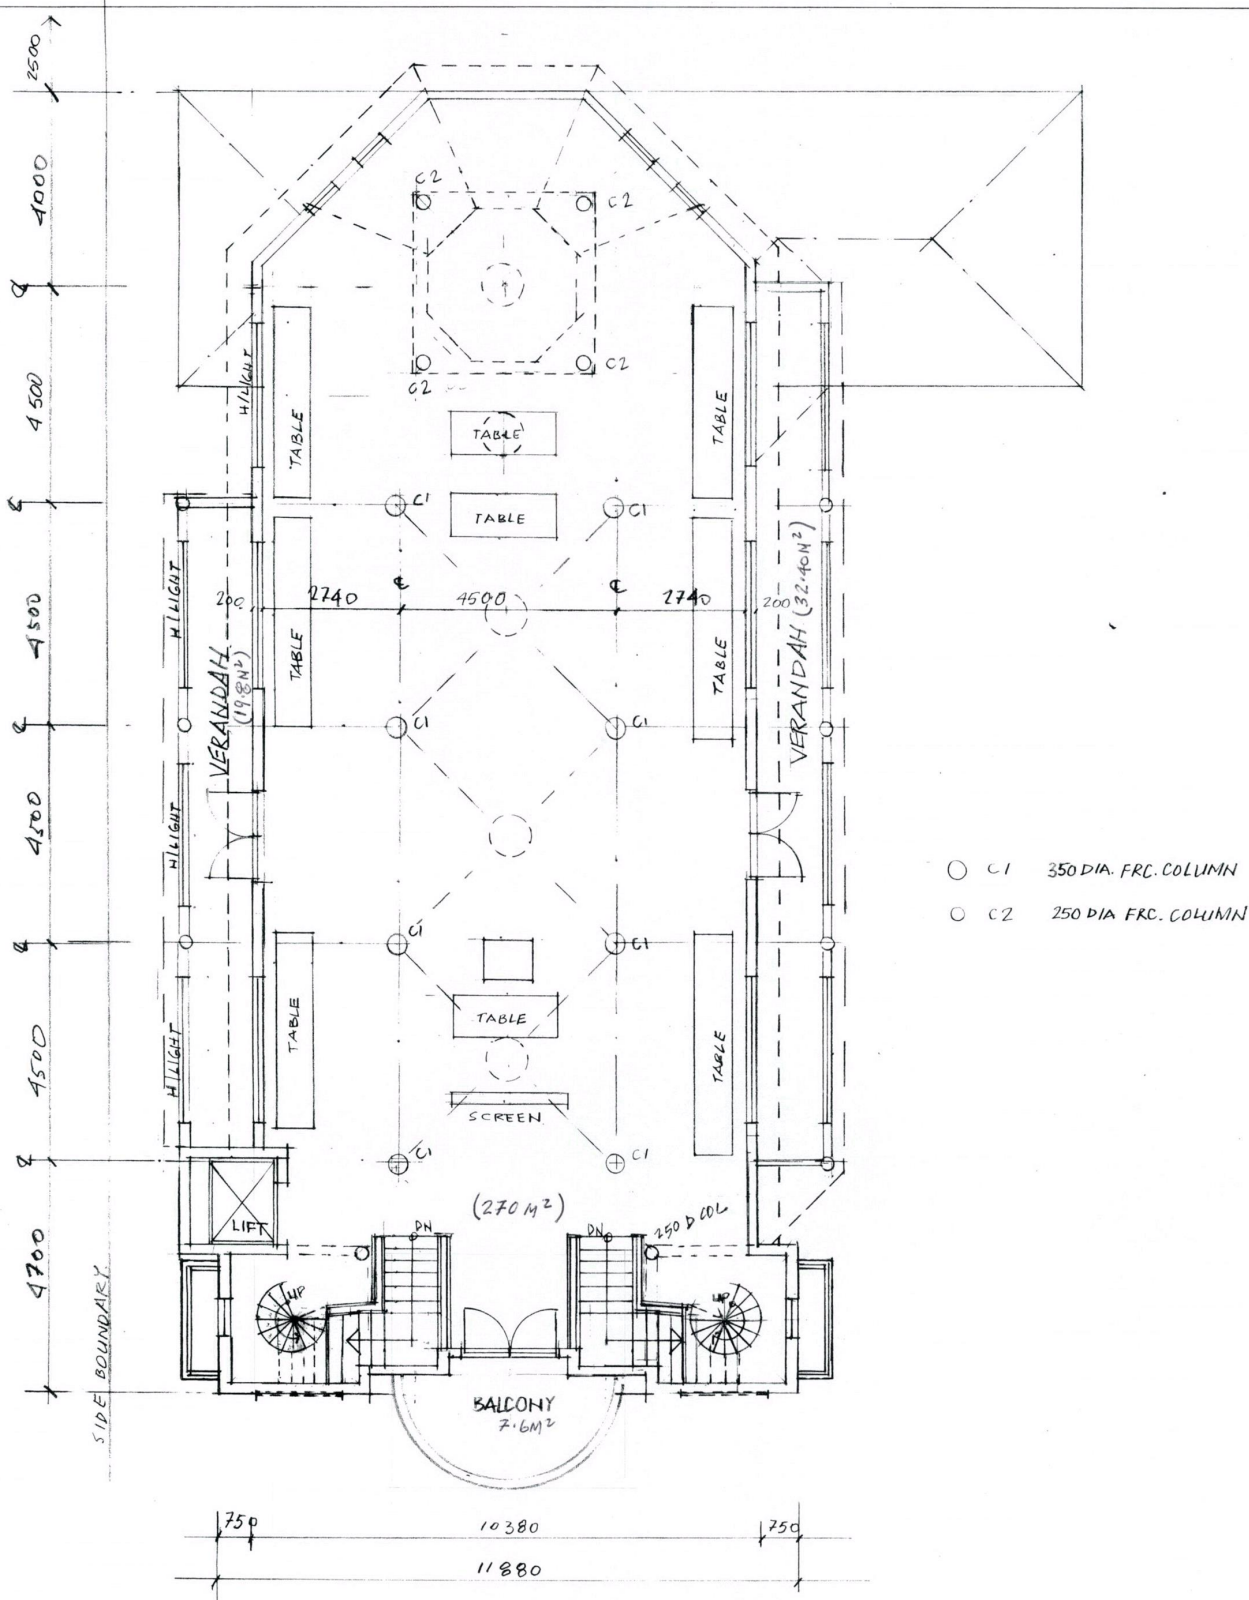 2500
4000
C2
C2
H/LIGHT
4500
TABLE
C2
C2
TABLE
TABLE
TABLE
C1
C1
H/LIGHT
4500
200
2740
4500
2740
200
VERANDAH
(19.8M²)
TABLE
TABLE
VERANDAH (32.40M²)
C1
C1
H/LIGHT
4500
C1 350 DIA. FRC. COLUMN
C2 250 DIA FRC. COLUMN
C1
C1
H/LIGHT
4500
TABLE
TABLE
TABLE
SCREEN
C1
C1
(270 M²)
LIFT
DN
DN
250 D COL
4700
UP
UP
SIDE BOUNDARY
BALCONY
7.6M²
750
10380
750
11880